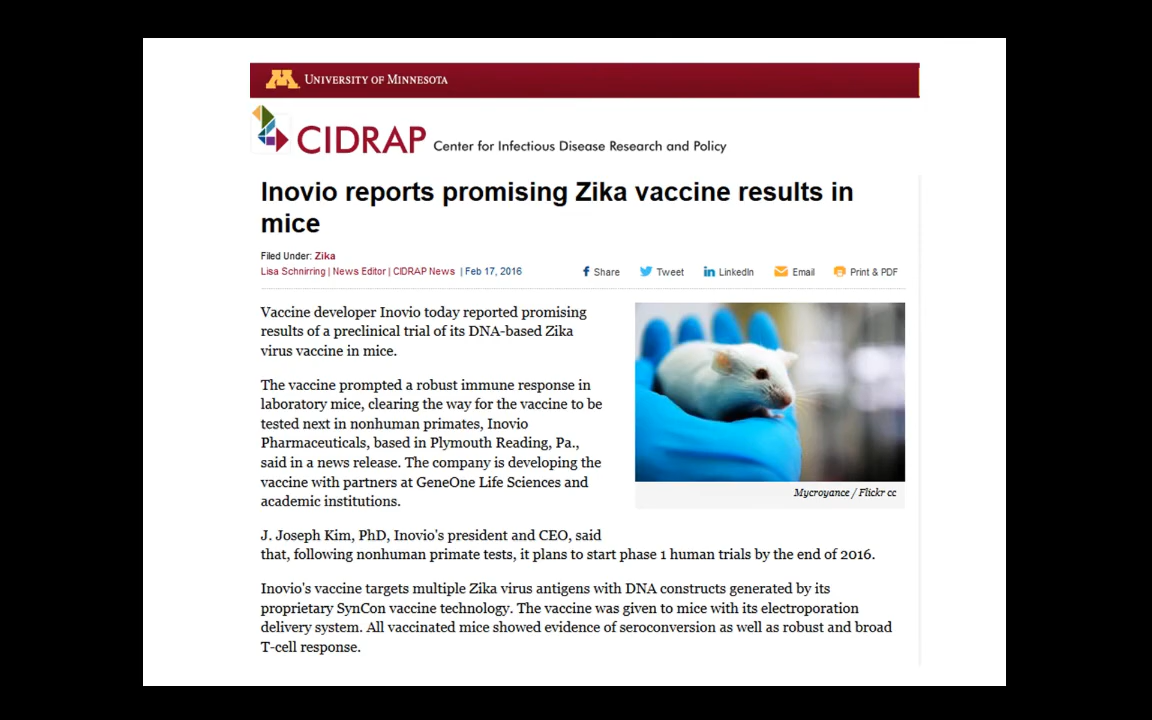 UNIVERSITY OF MINNESOTA
CIDRAP Center for Infectious Disease Research and Policy
Inovio reports promising Zika vaccine results in
mice
Filed Under: Zika
Lisa Schnirring | News Editor | CIDRAP News | Feb 17, 2016
Share Tweet LinkedIn Email Print & PDF
Vaccine developer Inovio today reported promising
results of a preclinical trial of its DNA-based Zika
virus vaccine in mice.
The vaccine prompted a robust immune response in
laboratory mice, clearing the way for the vaccine to be
tested next in nonhuman primates, Inovio
Pharmaceuticals, based in Plymouth Reading, Pa.,
said in a news release. The company is developing the
vaccine with partners at GeneOne Life Sciences and
academic institutions.
Mycroyance / Flickr cc
J. Joseph Kim, PhD, Inovio's president and CEO, said
that, following nonhuman primate tests, it plans to start phase 1 human trials by the end of 2016.
Inovio's vaccine targets multiple Zika virus antigens with DNA constructs generated by its
proprietary SynCon vaccine technology. The vaccine was given to mice with its electroporation
delivery system. All vaccinated mice showed evidence of seroconversion as well as robust and broad
T-cell response.